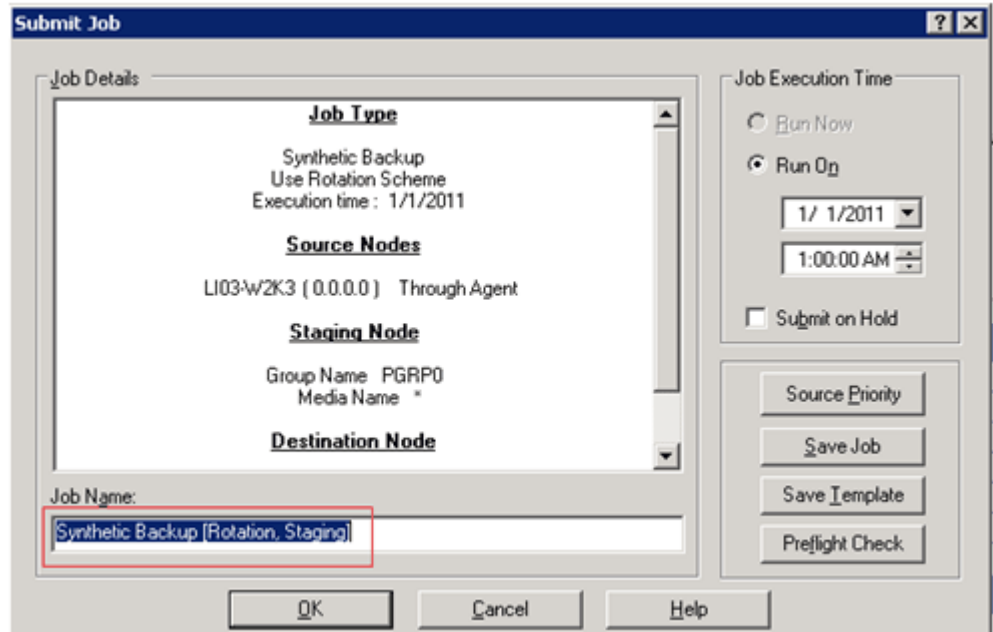 Submit Job
Job Details
Job Type
Synthetic Backup
Use Rotation Scheme
Execution time : 1/1/2011
Source Nodes
LI03-W2K3 ( 0.0.0.0 ) Through Agent
Staging Node
Group Name PGRP0
Media Name *
Destination Node
Job Name:
Synthetic Backup [Rotation, Staging]
Job Execution Time
Run Now
Run On
1/ 1/2011
1:00:00 AM
Submit on Hold
Source Priority
Save Job
Save Template
Preflight Check
OK
Cancel
Help